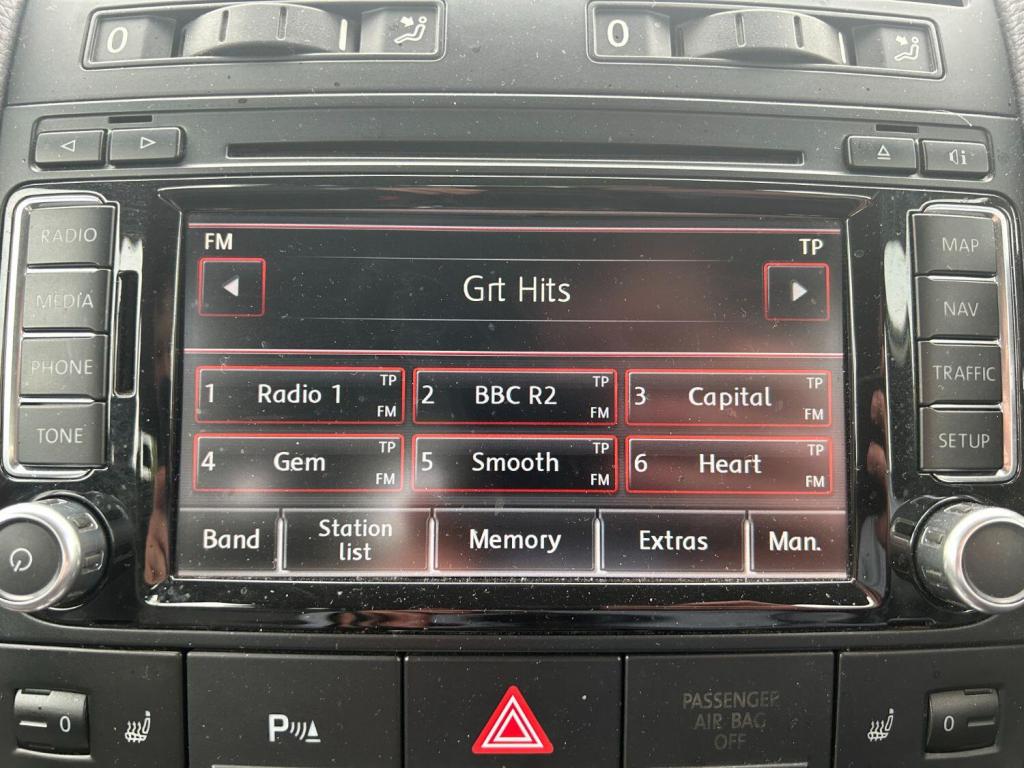 0
0
RADIO
MEDIA
PHONE
TONE
FM
TP
Grt Hits
1 Radio 1 TP FM
2 BBC R2 TP FM
3 Capital TP FM
4 Gem TP FM
5 Smooth TP FM
6 Heart TP FM
Band
Station
list
Memory
Extras
Man.
MAP
NAV
TRAFFIC
SETUP
0
P
PASSENGER
AIR BAG
OFF
0